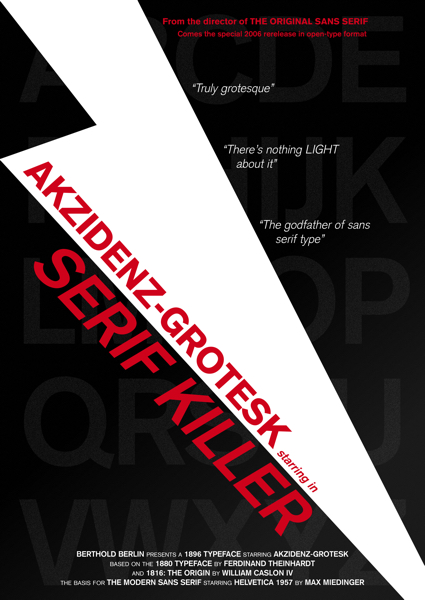 From the director of THE ORIGINAL SANS SERIF
Comes the special 2006 rerelease in open-type format
“Truly grotesque”
“There’s nothing LIGHT
about it”
“The godfather of sans
serif type”
AKZIDENZ-GROTESK
starring in
SERIF KILLER
BERTHOLD BERLIN PRESENTS A 1896 TYPEFACE STARRING AKZIDENZ-GROTESK
BASED ON THE 1880 TYPEFACE BY FERDINAND THEINHARDT
AND 1816: THE ORIGIN BY WILLIAM CASLON IV
THE BASIS FOR THE MODERN SANS SERIF STARRING HELVETICA 1957 BY MAX MIEDINGER